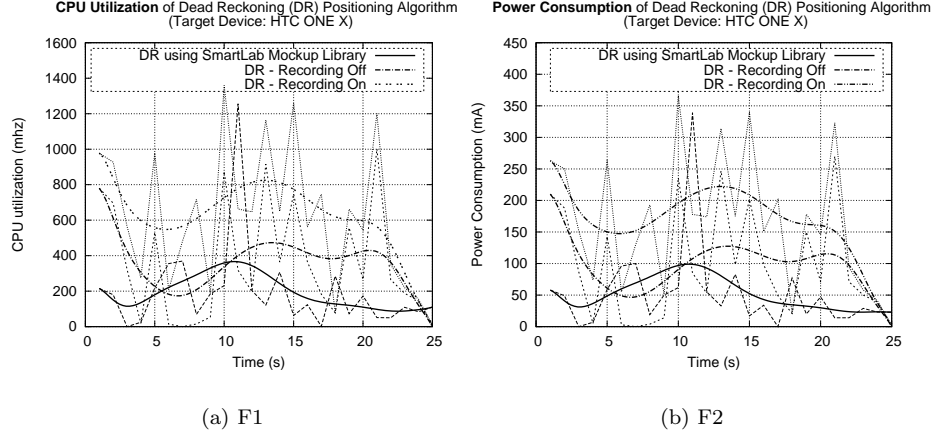 CPU Utilization of Dead Reckoning (DR) Positioning Algorithm
(Target Device: HTC ONE X)
1600
1400
1200
1000
800
600
400
200
0
CPU utilization (mhz)
DR using SmartLab Mockup Library
DR - Recording Off
DR - Recording On
0 5 10 15 20 25
Time (s)
(a) F1
Power Consumption of Dead Reckoning (DR) Positioning Algorithm
(Target Device: HTC ONE X)
450
400
350
300
250
200
150
100
50
0
Power Consumption (mA)
DR using SmartLab Mockup Library
DR - Recording Off
DR - Recording On
0 5 10 15 20 25
Time (s)
(b) F2